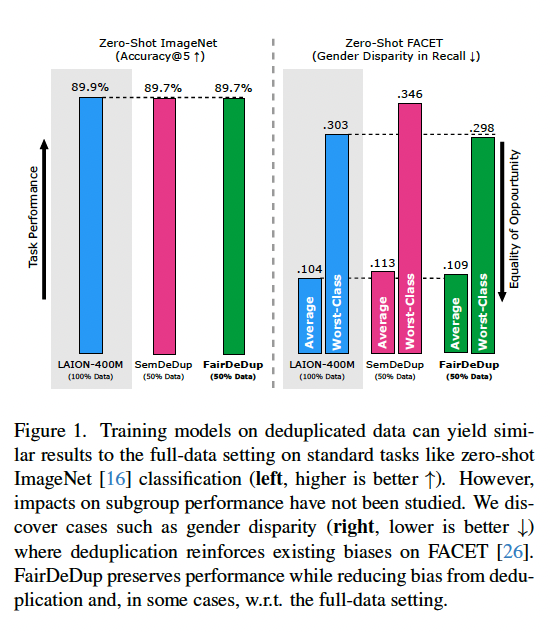 Zero-Shot ImageNet
(Accuracy@5 ↑)
Zero-Shot FACET
(Gender Disparity in Recall ↓)
Task Performance
89.9%
89.7%
89.7%
LAION-400M
(100% Data)
SemDeDup
(50% Data)
FairDeDup
(50% Data)
.104
.303
.113
.346
.109
.298
Average
Worst-Class
Average
Worst-Class
Average
Worst-Class
LAION-400M
(100% Data)
SemDeDup
(50% Data)
FairDeDup
(50% Data)
Equality of Oppourtunity
Figure 1. Training models on deduplicated data can yield simi-
lar results to the full-data setting on standard tasks like zero-shot
ImageNet [16] classification (left, higher is better ↑). However,
impacts on subgroup performance have not been studied. We dis-
cover cases such as gender disparity (right, lower is better ↓)
where deduplication reinforces existing biases on FACET [26].
FairDeDup preserves performance while reducing bias from dedu-
plication and, in some cases, w.r.t. the full-data setting.